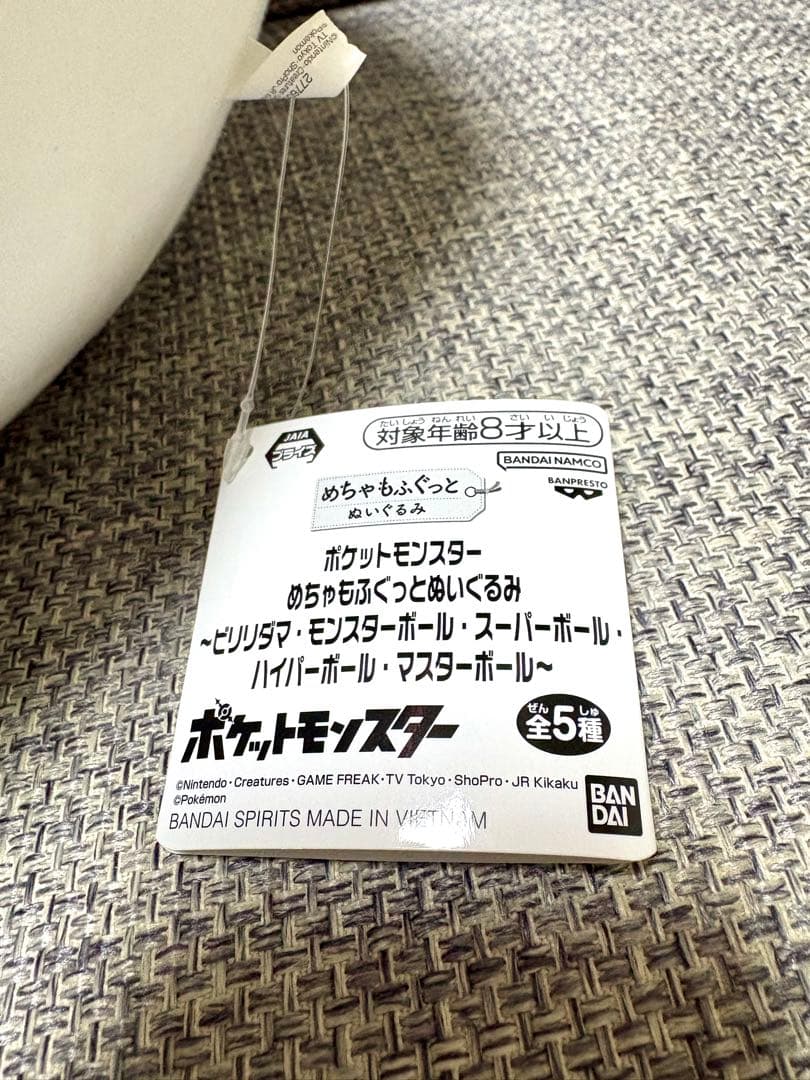 ©Nintendo・Creatures
TV Tokyo・ShoPro・JR
©Pokémon
JAIA
プライズ
たいしょうねんれい さい いじょう
対象年齢8才以上
BANDAI NAMCO
BANPRESTO
めちゃもふぐっと
ぬいぐるみ
ポケットモンスター
めちゃもふぐっとぬいぐるみ
~ビリリダマ・モンスターボール・スーパーボール・
ハイパーボール・マスターボール~
ポケットモンスター
ぜん しゅ
全5種
©Nintendo・Creatures・GAME FREAK・TV Tokyo・ShoPro・JR Kikaku
©Pokémon
BANDAI SPIRITS MADE IN VIETNAM
BAN
DAI